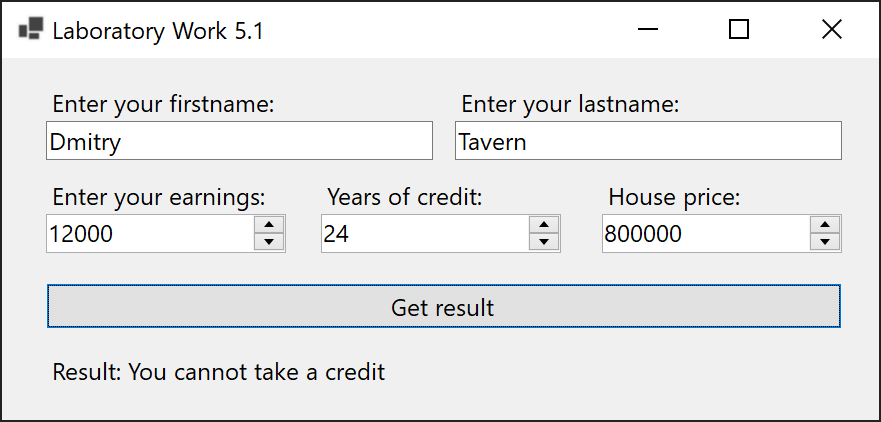 Laboratory Work 5.1
Enter your firstname: Enter your lastname:
Dmitry Tavern
Enter your earnings: Years of credit: House price:
12000 24 800000
Get result
Result: You cannot take a credit